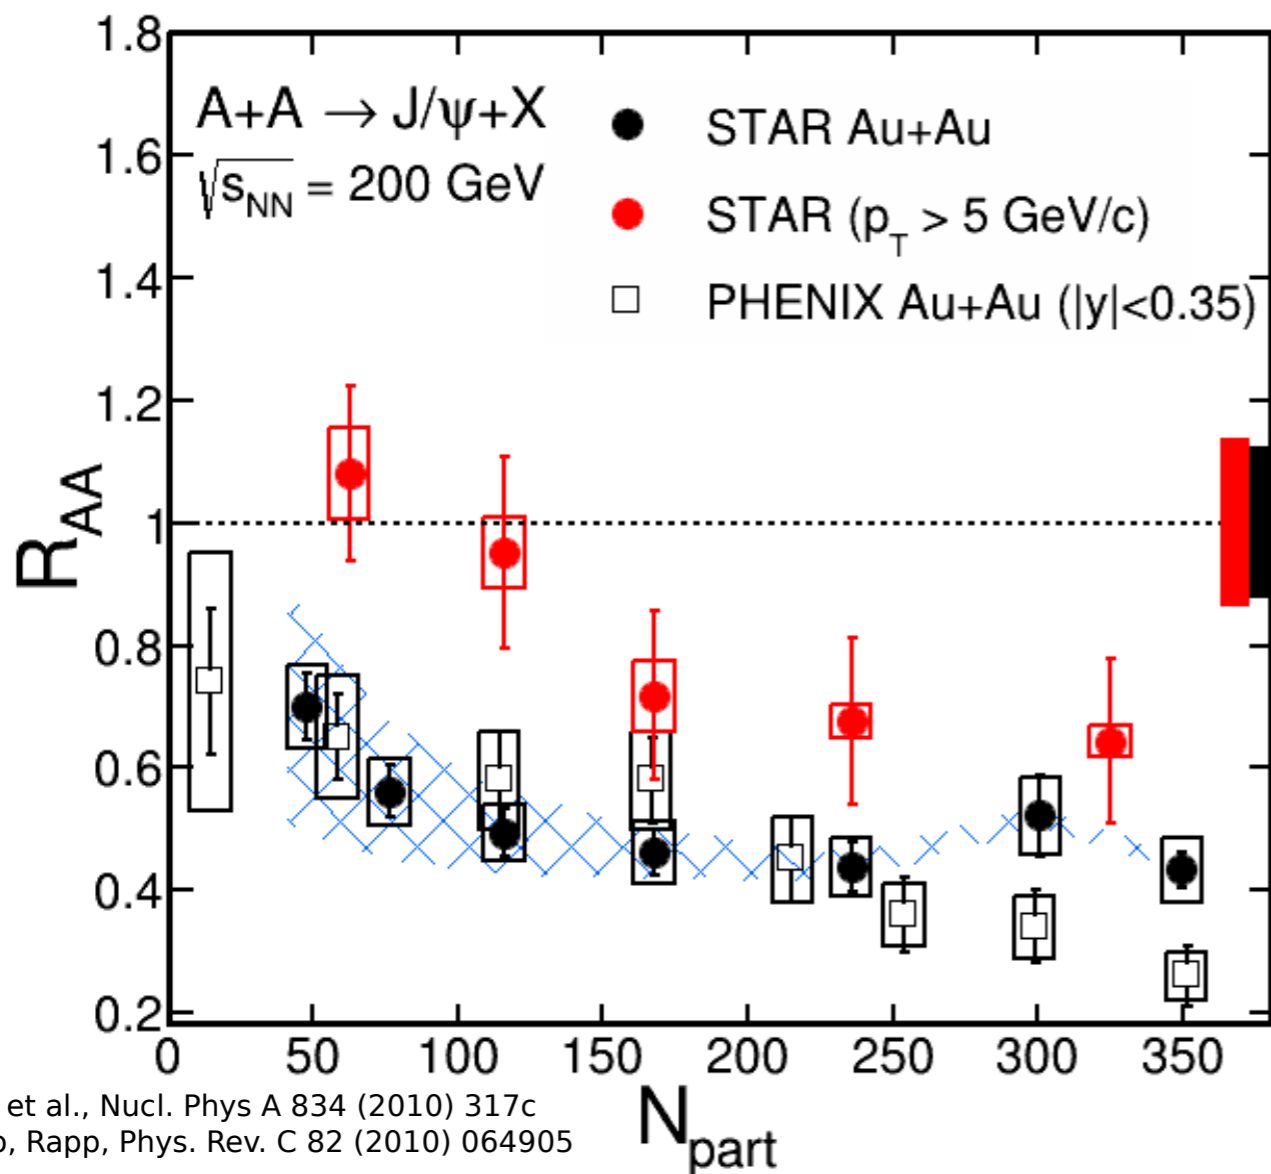 1.8
1.6
1.4
1.2
1
0.8
0.6
0.4
0.2
R_AA
A+A → J/ψ+X
√s_NN = 200 GeV
STAR Au+Au
STAR (p_T > 5 GeV/c)
PHENIX Au+Au (|y|<0.35)
0 50 100 150 200 250 300 350
N_part
et al., Nucl. Phys A 834 (2010) 317c
, Rapp, Phys. Rev. C 82 (2010) 064905